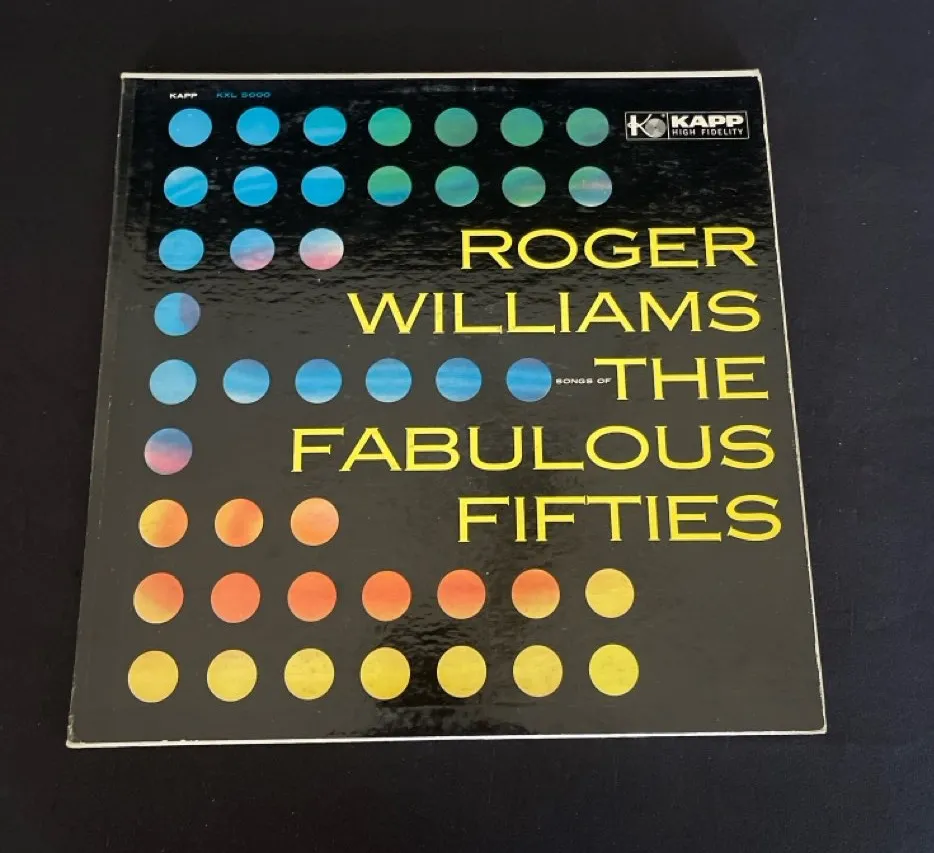 KAPP KXL 5000
KAPP
HIGH FIDELITY
ROGER
WILLIAMS
SONGS OF THE
FABULOUS
FIFTIES